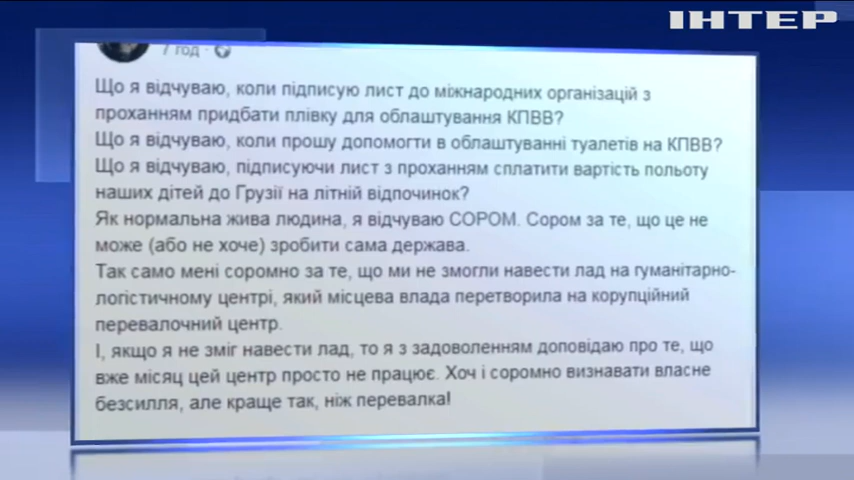 ІНТЕР
7 год ·
Що я відчуваю, коли підписую лист до міжнародних організацій з
проханням придбати плівку для облаштування КПВВ?
Що я відчуваю, коли прошу допомогти в облаштуванні туалетів на КПВВ?
Що я відчуваю, підписуючи лист з проханням сплатити вартість польоту
наших дітей до Грузії на літній відпочинок?
Як нормальна жива людина, я відчуваю СОРОМ. Сором за те, що це не
може (або не хоче) зробити сама держава.
Так само мені соромно за те, що ми не змогли навести лад на гуманітарно-
логістичному центрі, який місцева влада перетворила на корупційний
перевалочний центр.
І, якщо я не зміг навести лад, то я з задоволенням доповідаю про те, що
вже місяц цей центр просто не працює. Хоч і соромно визнавати власне
безсилля, але краще так, ніж перевалка!